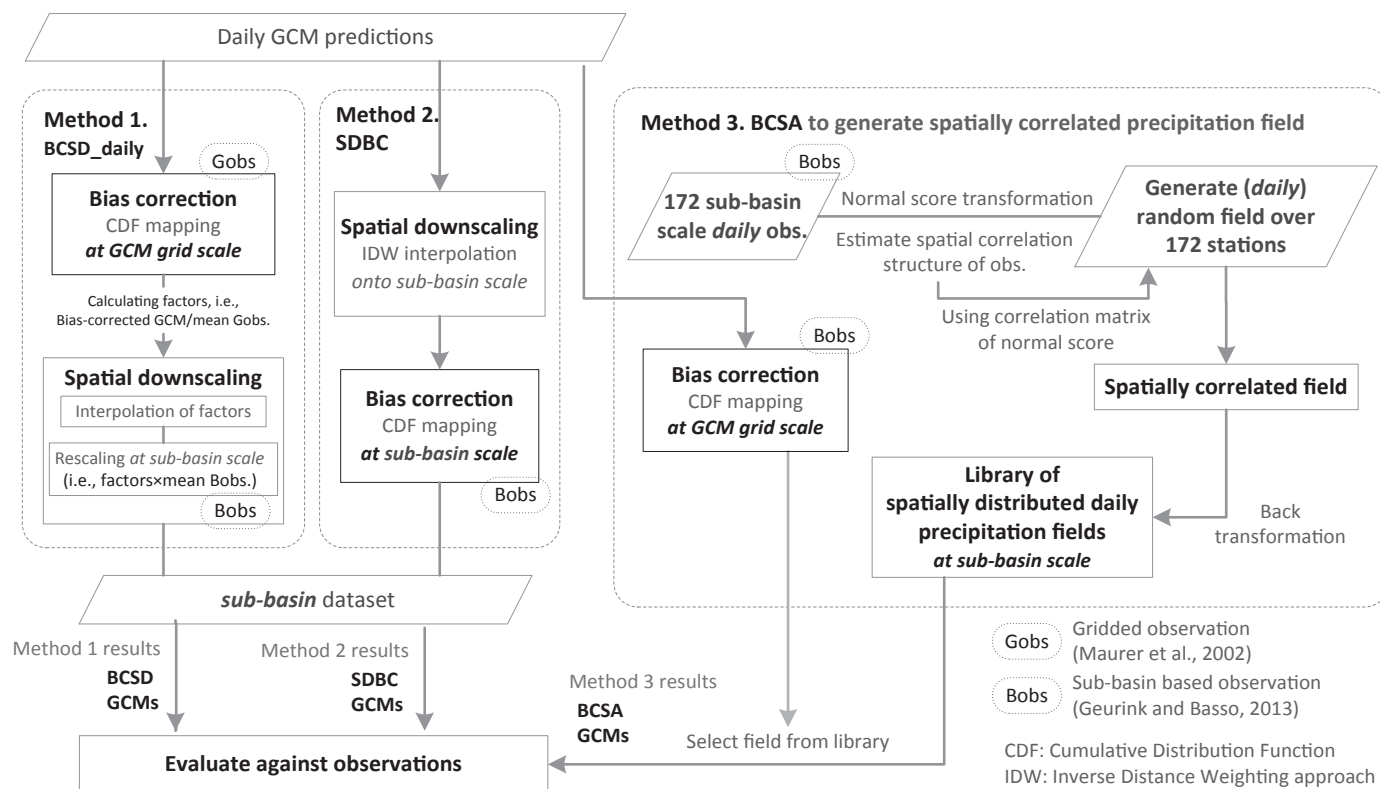 Daily GCM predictions
Method 1.
BCSD_daily
Gobs
Bias correction
CDF mapping
at GCM grid scale
Calculating factors, i.e.,
Bias-corrected GCM/mean Gobs.
Spatial downscaling
Interpolation of factors
Rescaling at sub-basin scale
(i.e., factors×mean Bobs.)
Bobs
Method 2.
SDBC
Spatial downscaling
IDW interpolation
onto sub-basin scale
Bias correction
CDF mapping
at sub-basin scale
Bobs
Method 3. BCSA to generate spatially correlated precipitation field
Bobs
172 sub-basin
scale daily obs.
Normal score transformation
Estimate spatial correlation
structure of obs.
Generate (daily)
random field over
172 stations
Using correlation matrix
of normal score
Bobs
Bias correction
CDF mapping
at GCM grid scale
Spatially correlated field
Library of
spatially distributed daily
precipitation fields
at sub-basin scale
Back
transformation
sub-basin dataset
Method 1 results
BCSD
GCMs
Method 2 results
SDBC
GCMs
Method 3 results
BCSA
GCMs
Select field from library
Evaluate against observations
Gobs
Gridded observation
(Maurer et al., 2002)
Bobs
Sub-basin based observation
(Geurink and Basso, 2013)
CDF: Cumulative Distribution Function
IDW: Inverse Distance Weighting approach